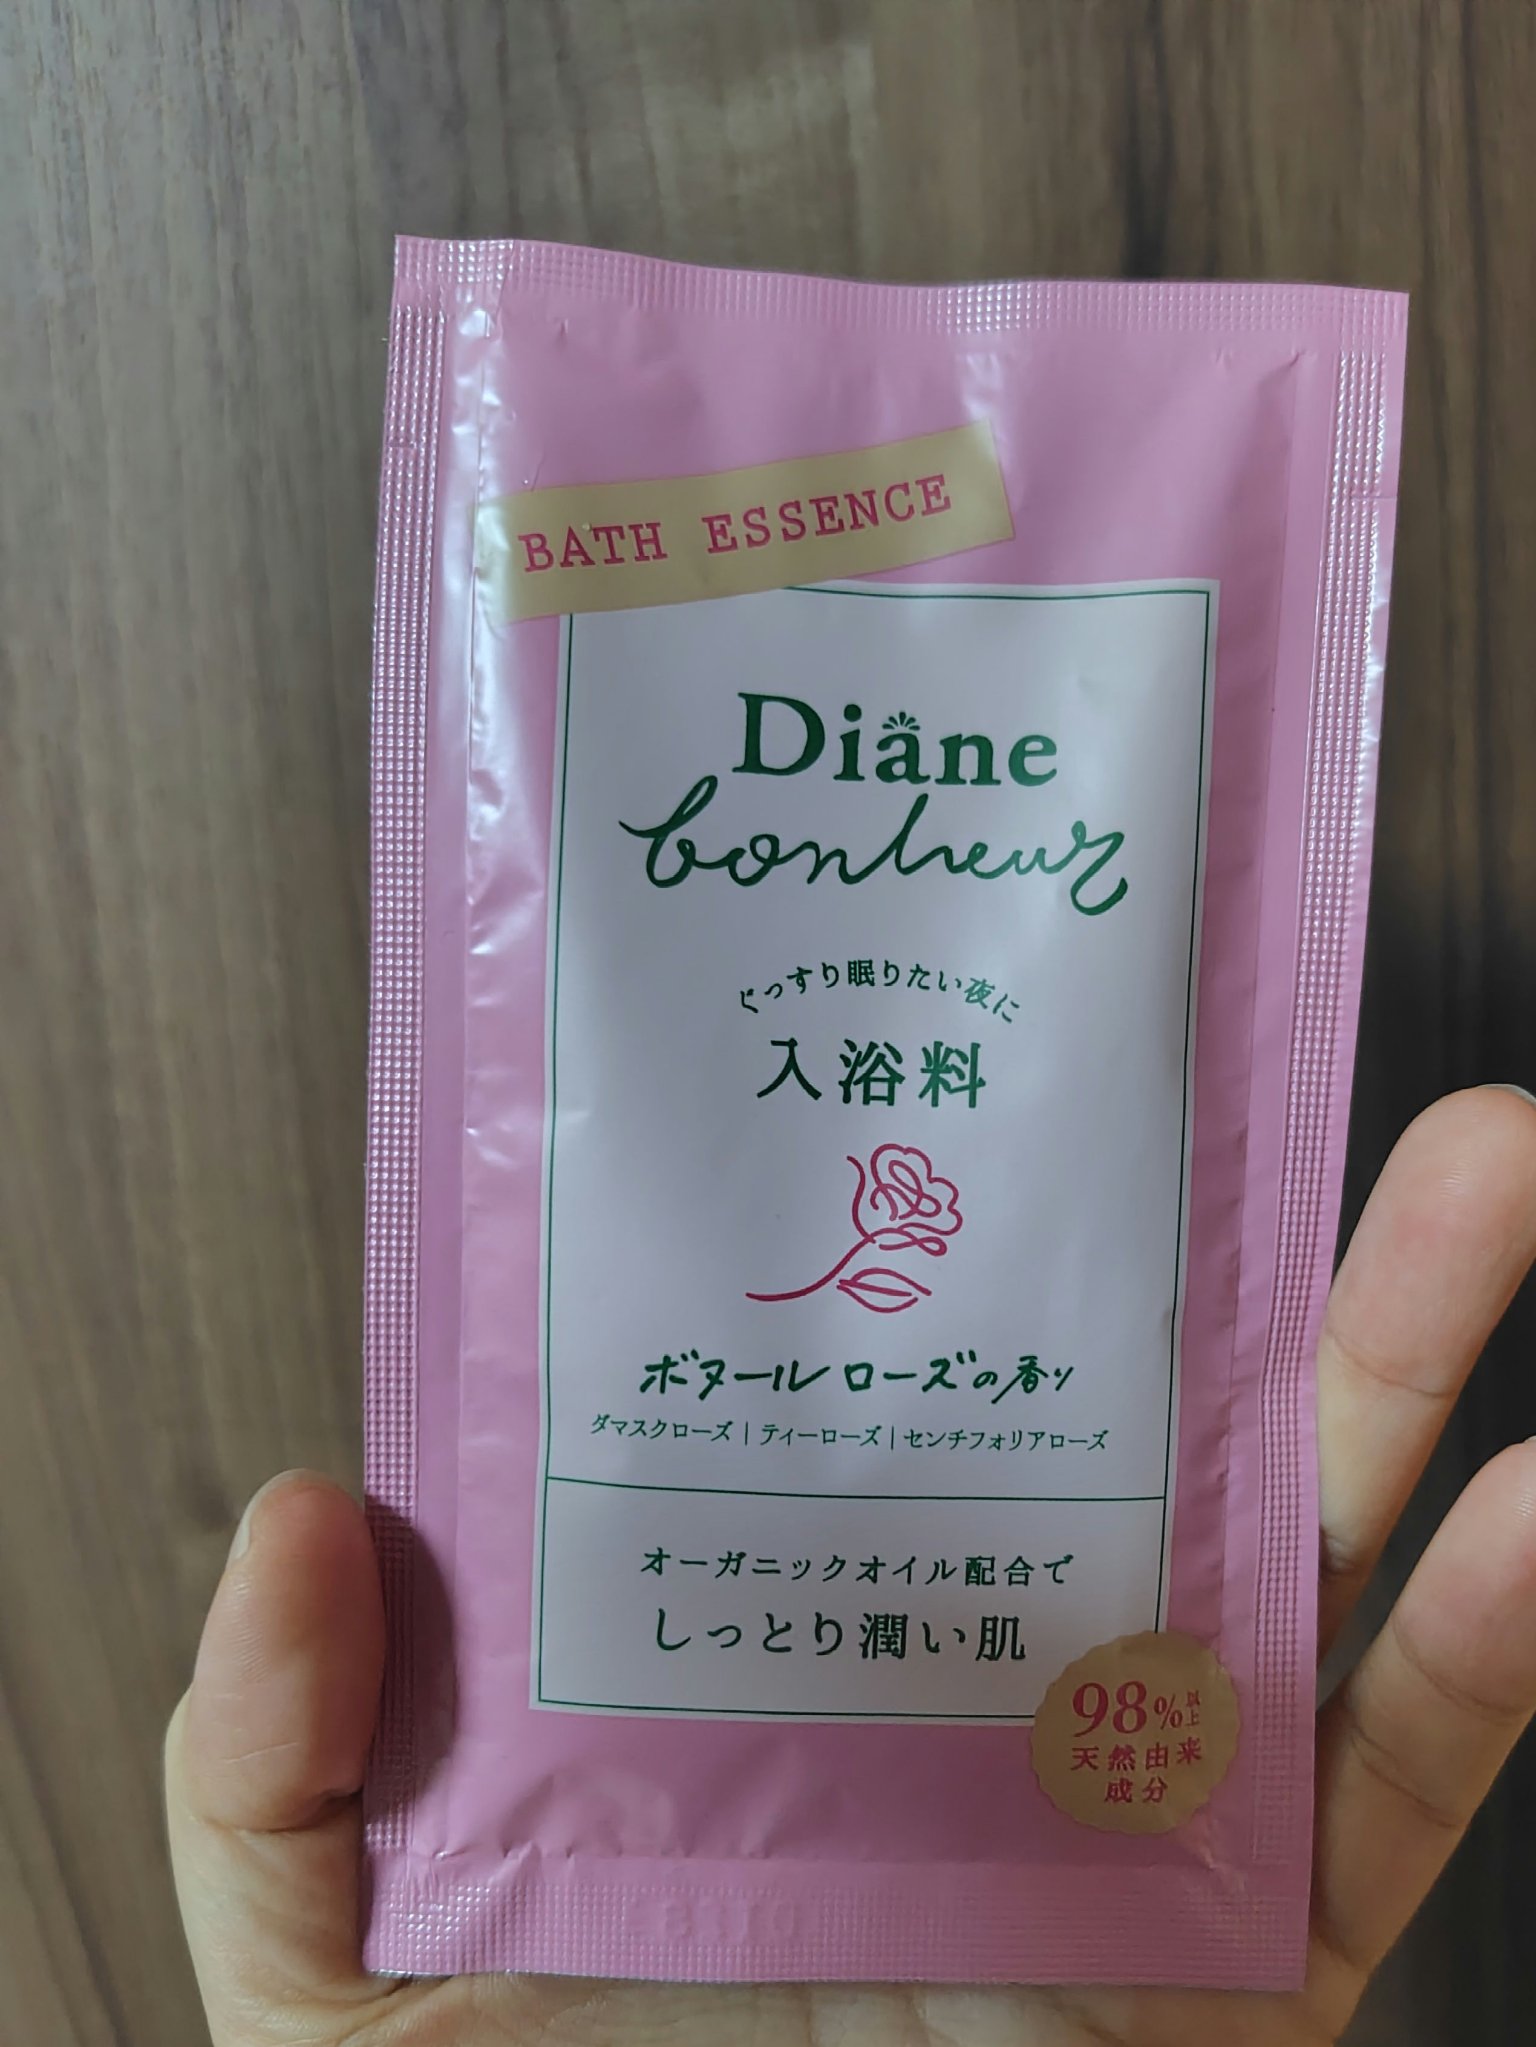 BATH ESSENCE
Diane
bonheur
ぐっすり眠りたい夜に
入浴料
ボヌール ローズの香り
ダマスクローズ | ティーローズ | センチフォリアローズ
オーガニックオイル配合で
しっとり潤い肌
98%以上
天然由来
成分